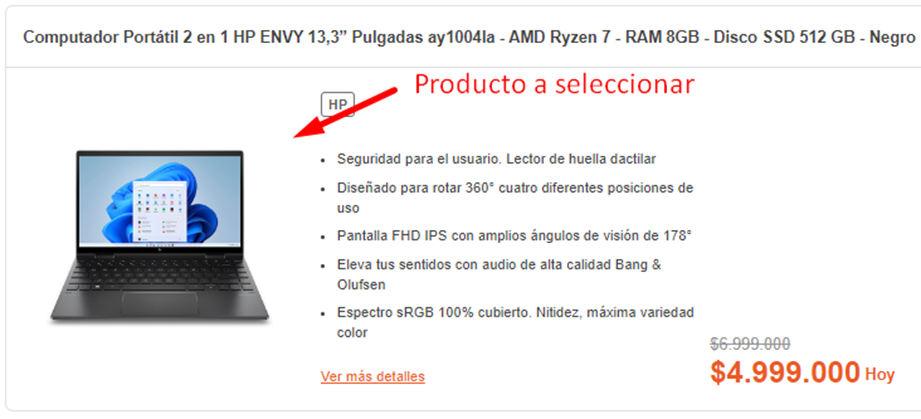 Computador Portátil 2 en 1 HP ENVY 13,3” Pulgadas ay1004la - AMD Ryzen 7 - RAM 8GB - Disco SSD 512 GB - Negro
Producto a seleccionar
HP
Seguridad para el usuario. Lector de huella dactilar
Diseñado para rotar 360° cuatro diferentes posiciones de
uso
Pantalla FHD IPS con amplios ángulos de visión de 178°
Eleva tus sentidos con audio de alta calidad Bang &
Olufsen
Espectro sRGB 100% cubierto. Nitidez, máxima variedad
color
Ver más detalles
$6.999.000
$4.999.000 Hoy